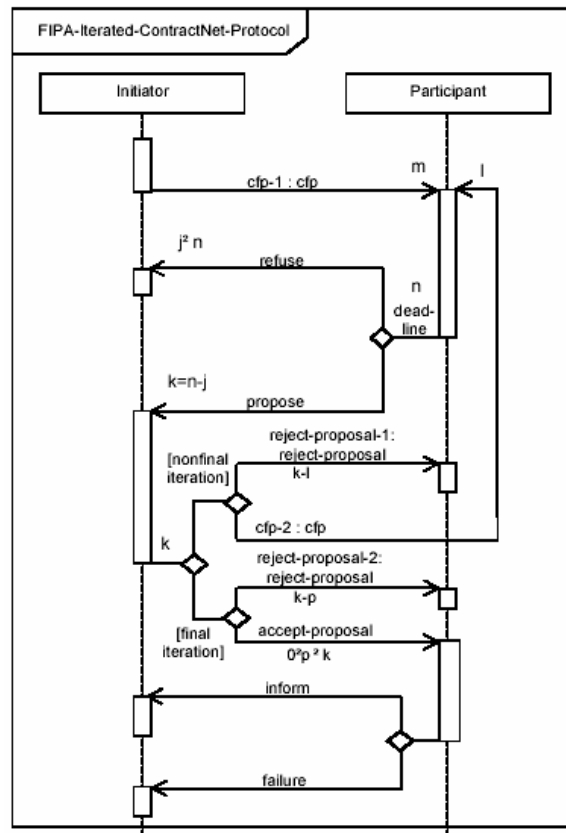 FIPA-Iterated-ContractNet-Protocol
Initiator
Participant
m
l
cfp-1 : cfp
j² n
refuse
n
dead-
line
k=n-j
propose
reject-proposal-1:
reject-proposal
[nonfinal
iteration]
k-l
cfp-2 : cfp
k
reject-proposal-2:
reject-proposal
k-p
[final
iteration]
accept-proposal
0²p ² k
inform
failure